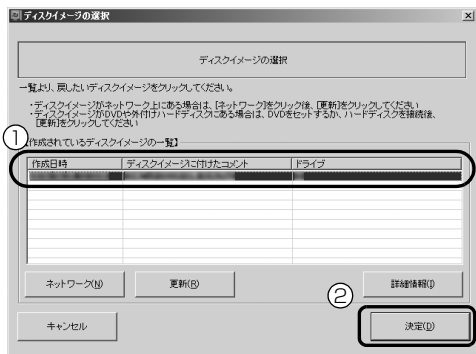 ディスクイメージの選択
ディスクイメージの選択
一覧より、戻したいディスクイメージをクリックしてください。
・ディスクイメージがネットワーク上にある場合は、[ネットワーク]をクリック後、[更新]をクリックしてください
・ディスクイメージがDVDや外付けハードディスクにある場合は、DVDをセットするか、ハードディスクを接続後、
[更新]をクリックしてください
①
【作成されているディスクイメージの一覧】
作成日時 ディスクイメージに付けたコメント ドライブ
ネットワーク(N) 更新(R) 詳細情報(I)
②
キャンセル 決定(D)